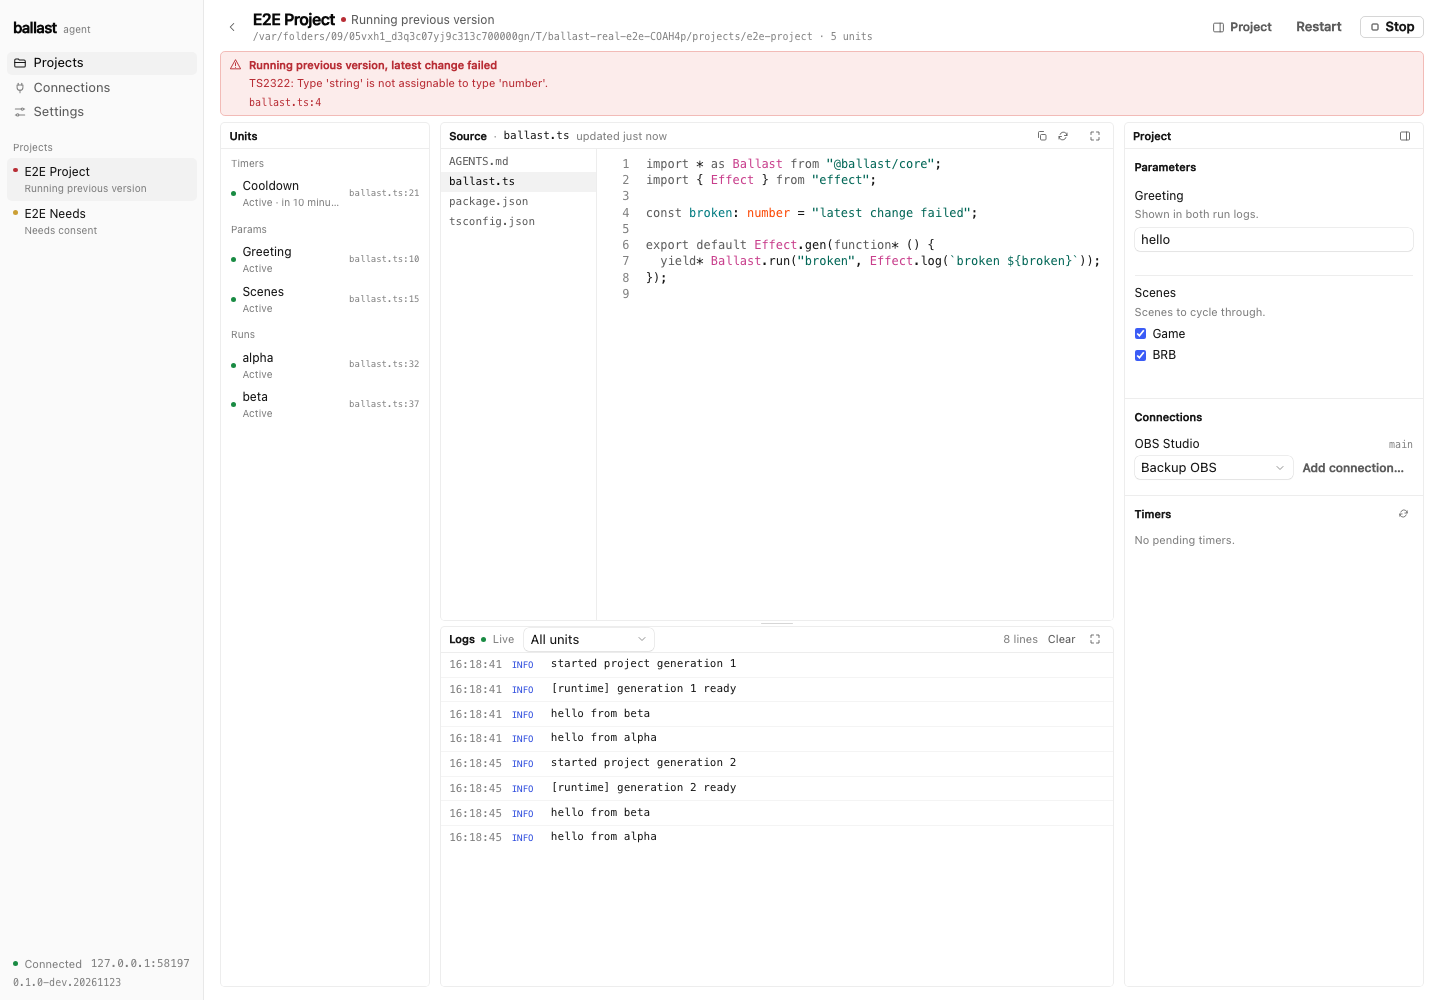 ballast agent
Projects
Connections
Settings
Projects
E2E Project
Running previous version
E2E Needs
Needs consent
Connected 127.0.0.1:58197
0.1.0-dev.20261123
E2E Project Running previous version
/var/folders/09/05vxh1_d3q3c07yj9c313c700000gn/T/ballast-real-e2e-COAH4p/projects/e2e-project · 5 units
Project Restart Stop
Running previous version, latest change failed
TS2322: Type 'string' is not assignable to type 'number'.
ballast.ts:4
Units
Timers
Cooldown ballast.ts:21
Active · in 10 minu...
Params
Greeting ballast.ts:10
Active
Scenes ballast.ts:15
Active
Runs
alpha ballast.ts:32
Active
beta ballast.ts:37
Active
Source · ballast.ts updated just now
AGENTS.md
ballast.ts
package.json
tsconfig.json
1 import * as Ballast from "@ballast/core";
2 import { Effect } from "effect";
3
4 const broken: number = "latest change failed";
5
6 export default Effect.gen(function* () {
7   yield* Ballast.run("broken", Effect.log(`broken ${broken}`));
8 });
9
Logs Live All units 8 lines Clear
16:18:41 INFO started project generation 1
16:18:41 INFO [runtime] generation 1 ready
16:18:41 INFO hello from beta
16:18:41 INFO hello from alpha
16:18:45 INFO started project generation 2
16:18:45 INFO [runtime] generation 2 ready
16:18:45 INFO hello from beta
16:18:45 INFO hello from alpha
Project
Parameters
Greeting
Shown in both run logs.
hello
Scenes
Scenes to cycle through.
Game
BRB
Connections
OBS Studio main
Backup OBS Add connection...
Timers
No pending timers.